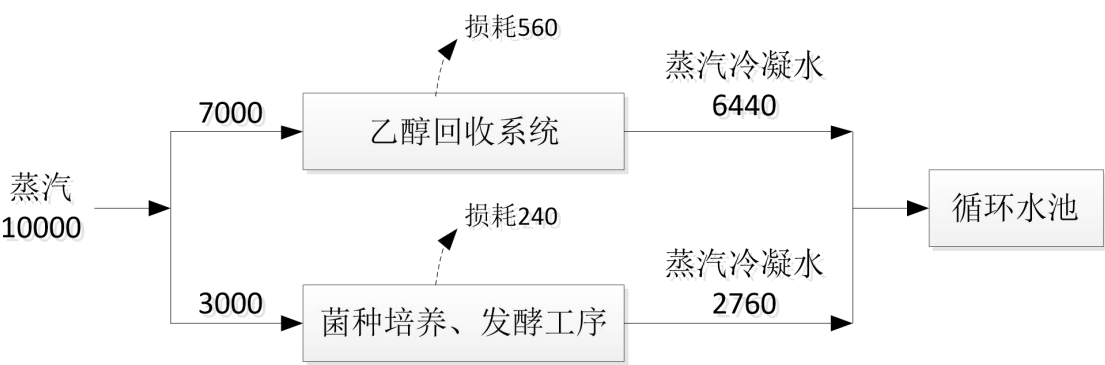 损耗560
蒸汽冷凝水
6440
7000
乙醇回收系统
蒸汽
10000
循环水池
损耗240
蒸汽冷凝水
2760
3000
菌种培养、发酵工序